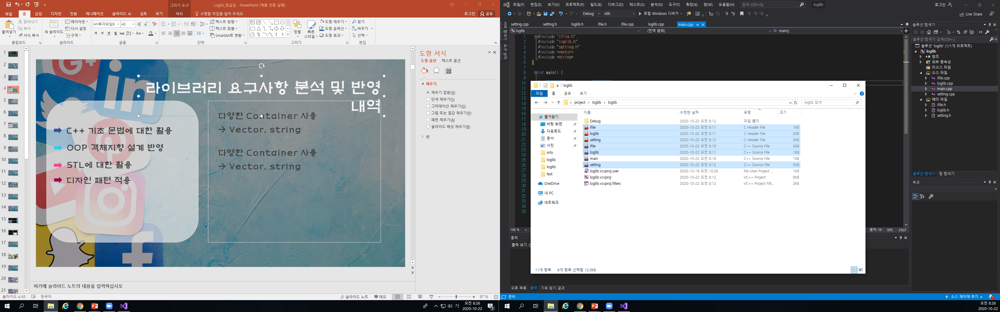 그리기 도구
Loglib_정길섭 - PowerPoint (제품 인증 실패)
파일
홈
삽입
디자인
전환
애니메이션
슬라이드 쇼
검토
보기
서식
수행할 작업을 알려 주세요.
로그인
공유
붙여넣기
잘라내기
복사
서식 복사
클립보드
새 슬라이드
레이아웃
다시 설정
구역
슬라이드
HY목각파임B
40
글꼴
텍스트 방향
텍스트 맞춤
SmartArt로 변환
단락
정렬
빠른 스타일
도형 채우기
도형 윤곽선
도형 효과
그리기
찾기
바꾸기
선택
편집
1
2
3
4
5
6
7
8
9
10
11
12
13
14
15
16
17
18
19
20
21
라이브러리 요구사항 분석 및 반영
내역
C++ 기초 문법에 대한 활용
OOP 객체지향 설계 반영
STL에 대한 활용
디자인 패턴 적용
다양한 Container 사용
→ Vector, string
다양한 Container 사용
→ Vector, string
도형 서식
도형 옵션
텍스트 옵션
채우기
채우기 없음(N)
단색 채우기(S)
그라데이션 채우기(G)
그림 또는 질감 채우기(P)
패턴 채우기(A)
슬라이드 배경 채우기(B)
선
여기에 슬라이드 노트의 내용을 입력하십시오
슬라이드 4/45
한국어
슬라이드 노트
메모
97 %
오전 8:26
2020-10-22
파일(F)
편집(E)
보기(V)
프로젝트(P)
빌드(B)
디버그(D)
테스트(S)
분석(N)
도구(T)
확장(X)
창(W)
도움말(H)
검색 (Ctrl+Q)
loglib
로그인
Debug
x86
로컬 Windows 디버거
Live Share
서버 탐색기
도구 상자
setting.cpp
setting.h
loglib.h
ifile.h
ifile.cpp
loglib.cpp
main.cpp
loglib
(전역 범위)
main()
1 #include "ifile.h"
2 #include "loglib.h"
3 #include "setting.h"
4 #include <vector>
5 #include <string>
6
7
8 int main() {
10
11
12
13
14
15
16
17
18
19
20
21
22
23
24
25
26
27
28
29
30
31
32
33
34
35
loglib
파일
홈
공유
보기
project › loglib › loglib
loglib 검색
즐겨찾기
바탕 화면
다운로드
문서
사진
info
loglib
loglib
test
OneDrive
내 PC
네트워크
이름 수정한 날짜 유형 크기
Debug 2020-10-22 오전 8:12 파일 폴더
ifile 2020-10-22 오전 8:11 C Header File 1KB
loglib 2020-10-22 오전 8:11 C Header File 2KB
setting 2020-10-22 오전 8:12 C Header File 2KB
ifile 2020-10-22 오전 8:10 C++ Source File 3KB
loglib 2020-10-22 오전 8:11 C++ Source File 1KB
main 2020-10-22 오전 8:18 C++ Source File 1KB
setting 2020-10-22 오전 8:12 C++ Source File 5KB
loglib.vcxproj.user 2020-10-19 오전 10:26 Per-User Project ... 1KB
loglib.vcxproj 2020-10-22 오전 8:12 VC++ Project 8KB
loglib.vcxproj.filters 2020-10-22 오전 8:12 VC++ Project Filt... 2KB
11개 항목
6개 항목 선택함 12.0KB
108 %
문자: 10
SPC
CRLF
출력
출력 보기
오류 목록
출력
기호 찾기 결과
준비
솔루션 탐색기
솔루션 탐색기 검색(Ctrl+;)
솔루션 'loglib' (1/1개 프로젝트)
loglib
참조
외부 종속성
리소스 파일
소스 파일
ifile.cpp
loglib.cpp
main.cpp
setting.cpp
헤더 파일
ifile.h
loglib.h
setting.h
솔루션 탐색기
팀 탐색기
속성
소스 제어에 추가
오전 8:26
2020-10-22